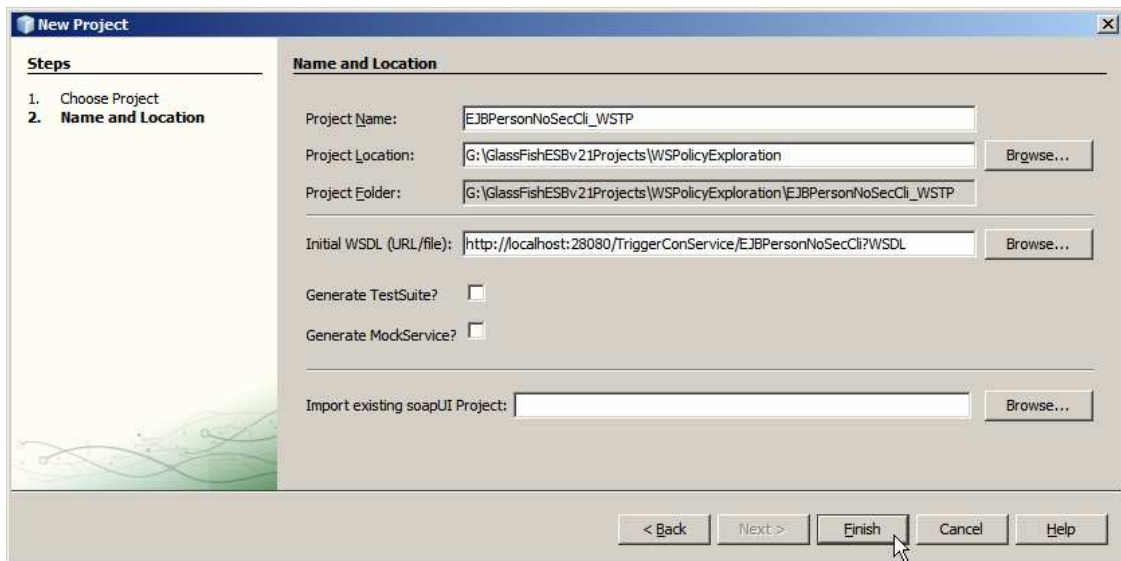 New Project
Steps
1. Choose Project
2. Name and Location
Name and Location
Project Name: EJBPersonNoSecCli_WSTP
Project Location: G:\GlassFishESBv21Projects\WSPolicyExploration Browse...
Project Folder: G:\GlassFishESBv21Projects\WSPolicyExploration\EJBPersonNoSecCli_WSTP
Initial WSDL (URL/file): http://localhost:28080/TriggerConService/EJBPersonNoSecCli?WSDL Browse...
Generate TestSuite?
Generate MockService?
Import existing soapUI Project: Browse...
< Back Next > Finish Cancel Help